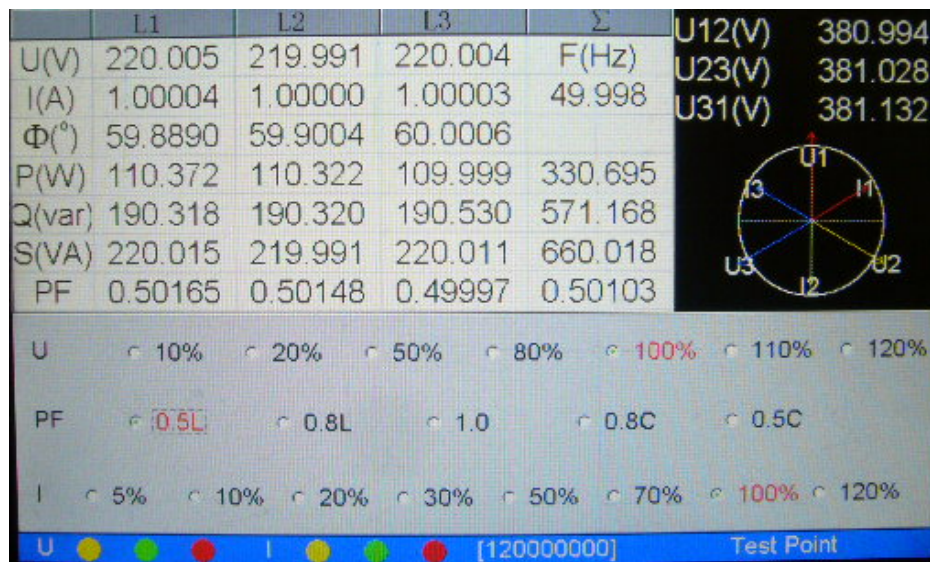 L1 L2 L3 Σ
U(V) 220.005 219.991 220.004 F(Hz)
I(A) 1.00004 1.00000 1.00003 49.998
Φ(°) 59.8890 59.9004 60.0006
P(W) 110.372 110.322 109.999 330.695
Q(var) 190.318 190.320 190.530 571.168
S(VA) 220.015 219.991 220.011 660.018
PF 0.50165 0.50148 0.49997 0.50103
U12(V) 380.994
U23(V) 381.028
U31(V) 381.132
U1
I3 I1
U3 U2
I2
U 10% 20% 50% 80% 100% 110% 120%
PF 0.5L 0.8L 1.0 0.8C 0.5C
I 5% 10% 20% 30% 50% 70% 100% 120%
U I [120000000] Test Point